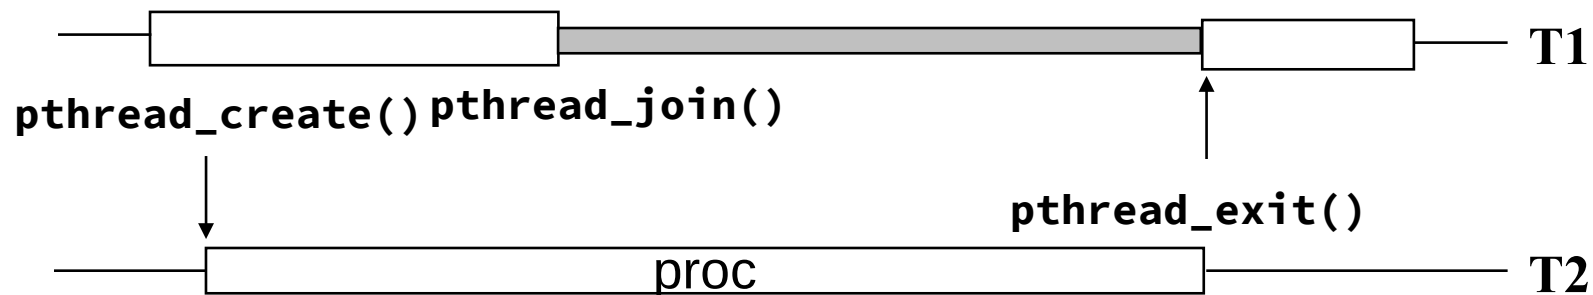 T1
pthread_create() pthread_join()
pthread_exit()
proc
T2